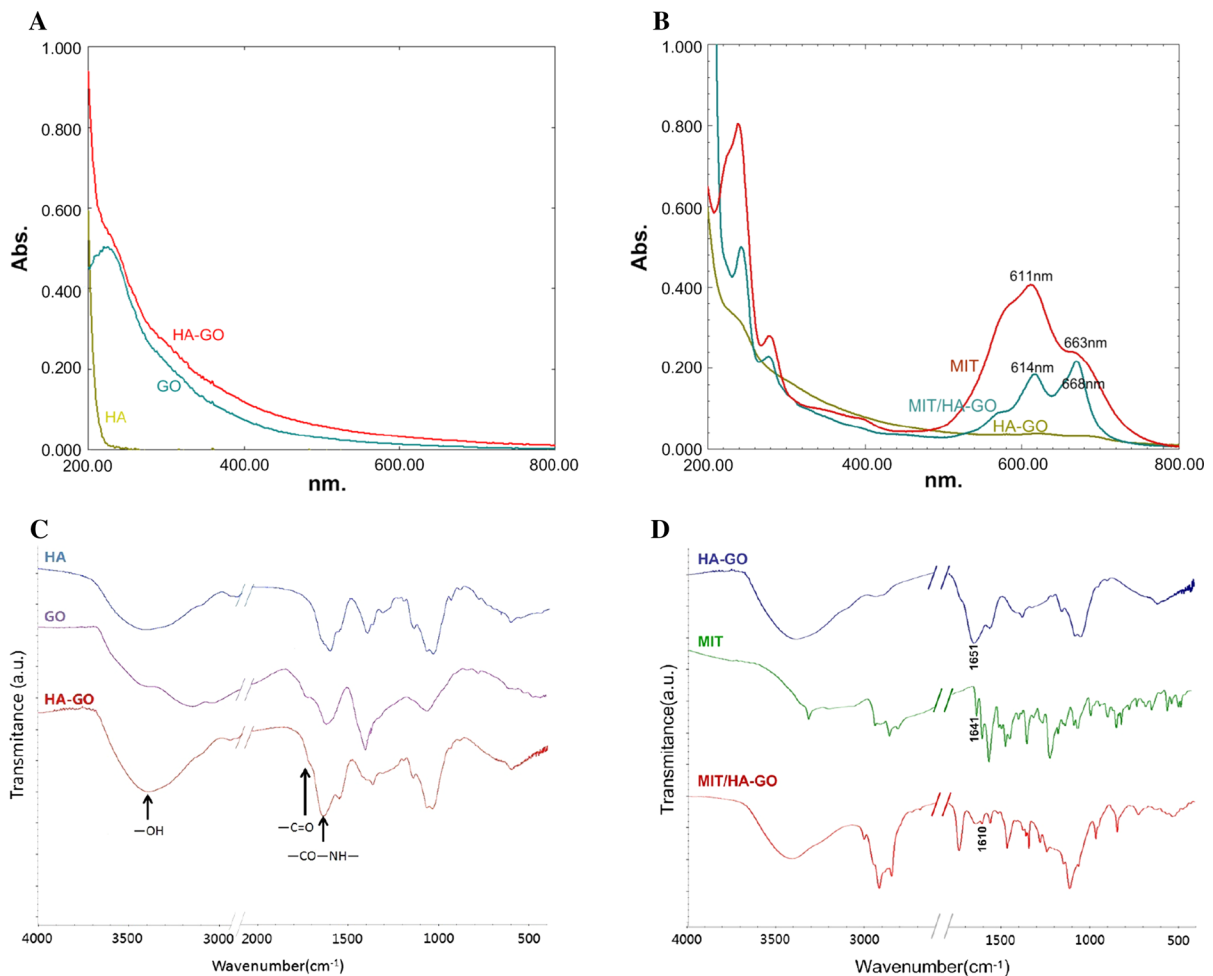 A
1.000
0.800
0.600
0.400
0.200
0.000
Abs.
HA-GO
GO
HA
200.00 400.00 600.00 800.00
nm.
B
1.000
0.800
0.600
0.400
0.200
0.000
Abs.
611nm
663nm
MIT
614nm
668nm
MIT/HA-GO
HA-GO
200.00 400.00 600.00 800.00
nm.
C
HA
GO
HA-GO
Transmitance (a.u.)
—OH
—C=O
—CO—NH—
4000 3500 3000 2000 1500 1000 500
Wavenumber(cm-1)
D
HA-GO
1651
MIT
1641
MIT/HA-GO
1610
Transmitance(a.u.)
4000 3500 3000 1500 1000 500
Wavenumber(cm-1)